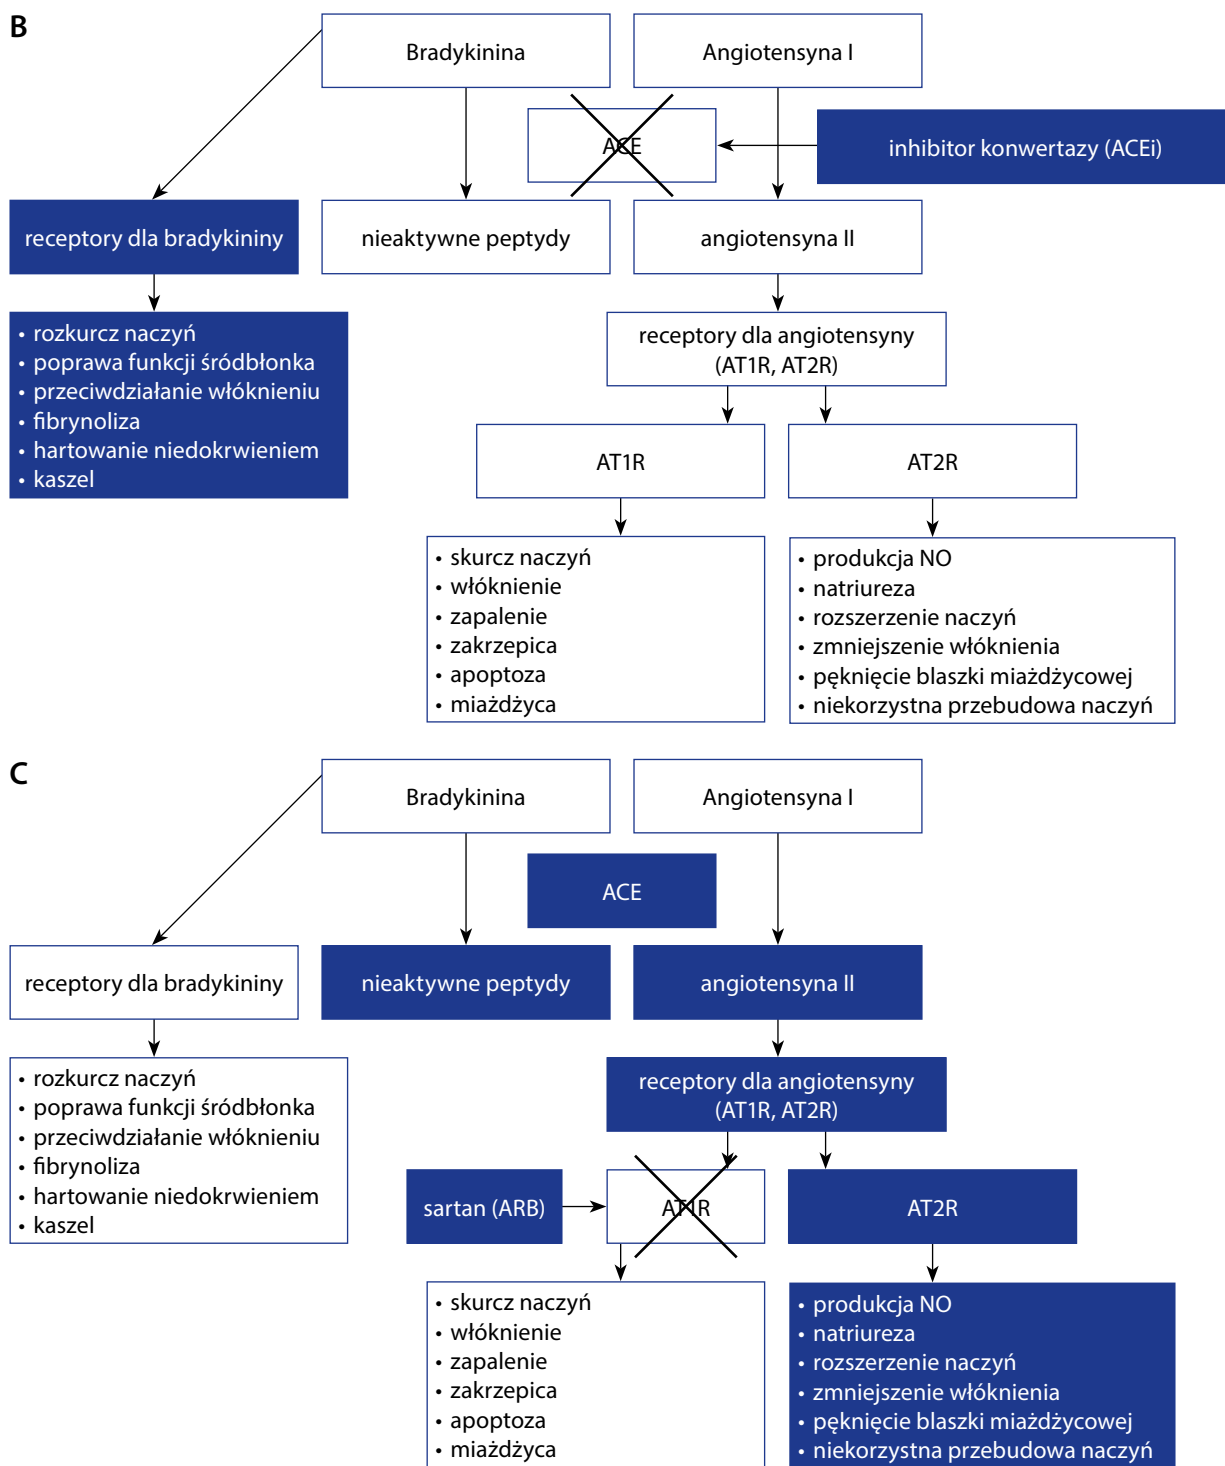 B
Bradykinina
Angiotensyna I
ACE
inhibitor konwertazy (ACEi)
receptory dla bradykininy
nieaktywne peptydy
angiotensyna II
• rozkurcz naczyń
• poprawa funkcji śródbłonka
• przeciwdziałanie włóknieniu
• fibrynoliza
• hartowanie niedokrwieniem
• kaszel
receptory dla angiotensyny
(AT1R, AT2R)
AT1R
AT2R
• skurcz naczyń
• włóknienie
• zapalenie
• zakrzepica
• apoptoza
• miażdżyca
• produkcja NO
• natriureza
• rozszerzenie naczyń
• zmniejszenie włóknienia
• pęknięcie blaszki miażdżycowej
• niekorzystna przebudowa naczyń
C
Bradykinina
Angiotensyna I
ACE
receptory dla bradykininy
nieaktywne peptydy
angiotensyna II
• rozkurcz naczyń
• poprawa funkcji śródbłonka
• przeciwdziałanie włóknieniu
• fibrynoliza
• hartowanie niedokrwieniem
• kaszel
receptory dla angiotensyny
(AT1R, AT2R)
sartan (ARB)
AT1R
AT2R
• skurcz naczyń
• włóknienie
• zapalenie
• zakrzepica
• apoptoza
• miażdżyca
• produkcja NO
• natriureza
• rozszerzenie naczyń
• zmniejszenie włóknienia
• pęknięcie blaszki miażdżycowej
• niekorzystna przebudowa naczyń